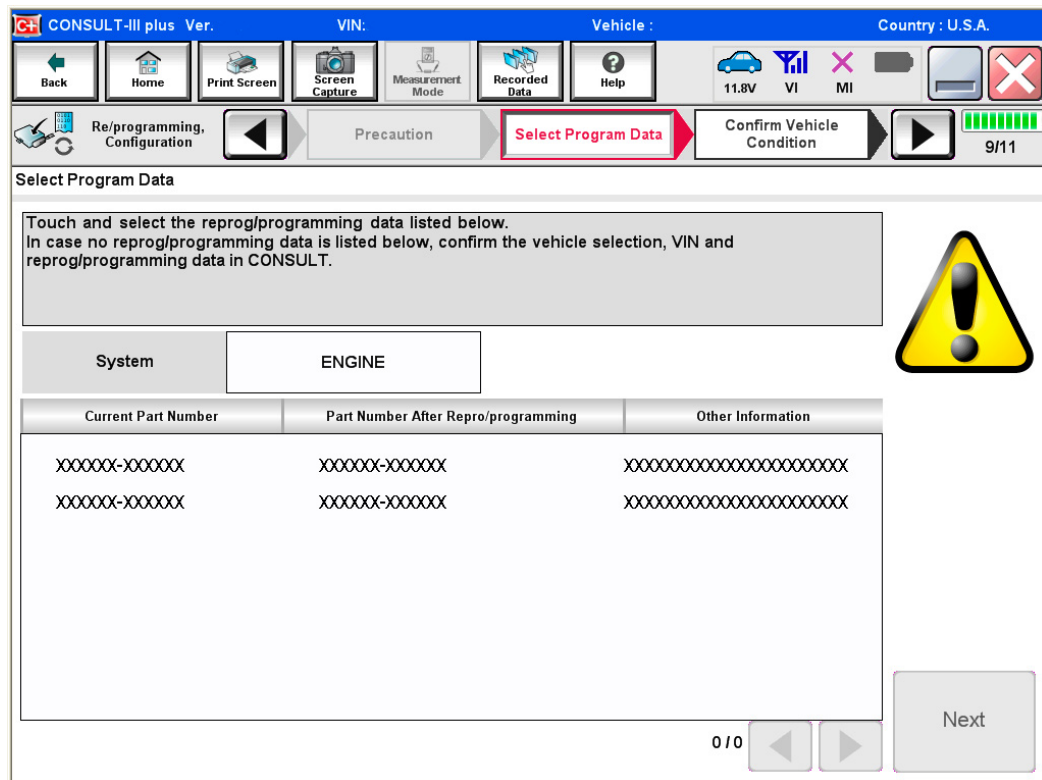 C+ CONSULT-III plus Ver. VIN: Vehicle : Country : U.S.A.
Back Home Print Screen Screen Capture Measurement Mode Recorded Data Help 11.8V VI MI
Re/programming, Configuration Precaution Select Program Data Confirm Vehicle Condition 9/11
Select Program Data
Touch and select the reprog/programming data listed below.
In case no reprog/programming data is listed below, confirm the vehicle selection, VIN and
reprog/programming data in CONSULT.
System ENGINE
Current Part Number Part Number After Repro/programming Other Information
XXXXXX-XXXXXX XXXXXX-XXXXXX XXXXXXXXXXXXXXXXXXXXXX
XXXXXX-XXXXXX XXXXXX-XXXXXX XXXXXXXXXXXXXXXXXXXXXX
Next
0/0